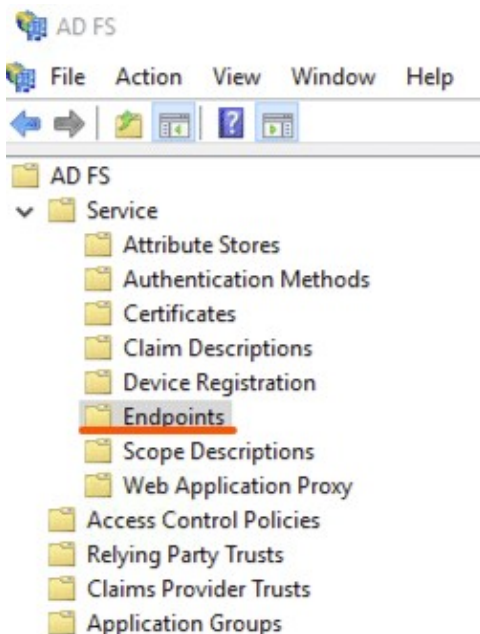 AD FS
File Action View Window Help
AD FS
Service
Attribute Stores
Authentication Methods
Certificates
Claim Descriptions
Device Registration
Endpoints
Scope Descriptions
Web Application Proxy
Access Control Policies
Relying Party Trusts
Claims Provider Trusts
Application Groups